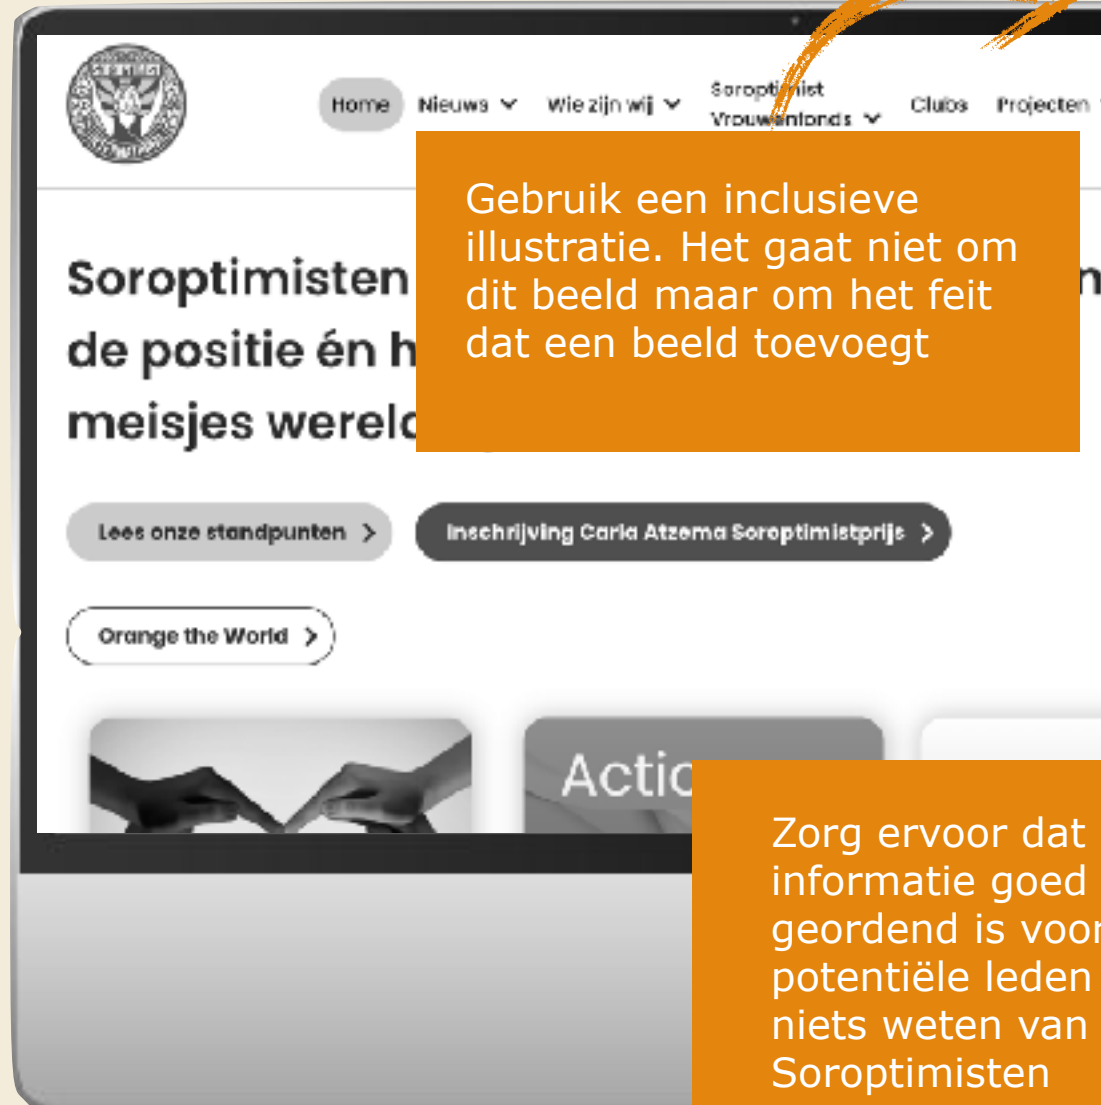 SOROPTIMIST
INTERNATIONAL
Home Nieuws Wie zijn wij Soroptimist Vrouwenfonds Clubs Projecten
Gebruik een inclusieve
illustratie. Het gaat niet om
dit beeld maar om het feit
dat een beeld toevoegt
Soroptimisten
de positie én h
meisjes wereld
Lees onze standpunten Inschrijving Carla Atzema Soroptimistprijs
Orange the World
Actio
Zorg ervoor dat
informatie goed
geordend is voor
potentiële leden
niets weten van
Soroptimisten